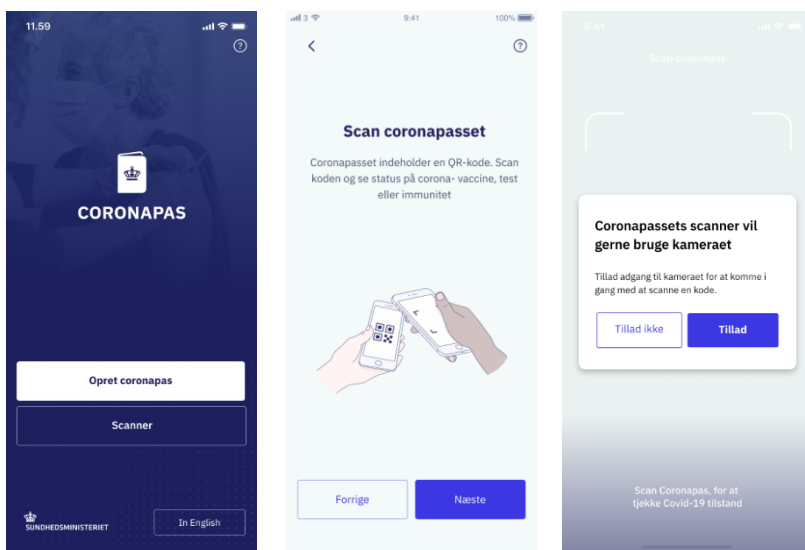 11.59
CORONAPAS
Opret coronapas
Scanner
SUNDHEDSMINISTERIET
In English
3
9:41
100%
Scan coronapasset
Coronapasset indeholder en QR-kode. Scan
koden og se status på corona- vaccine, test
eller immunitet
Forrige
Næste
9:41
Scan coronapas
Coronapassets scanner vil
gerne bruge kameraet
Tillad adgang til kameraet for at komme i
gang med at scanne en kode.
Tillad ikke
Tillad
Scan Coronapas, for at
tjekke Covid-19 tilstand